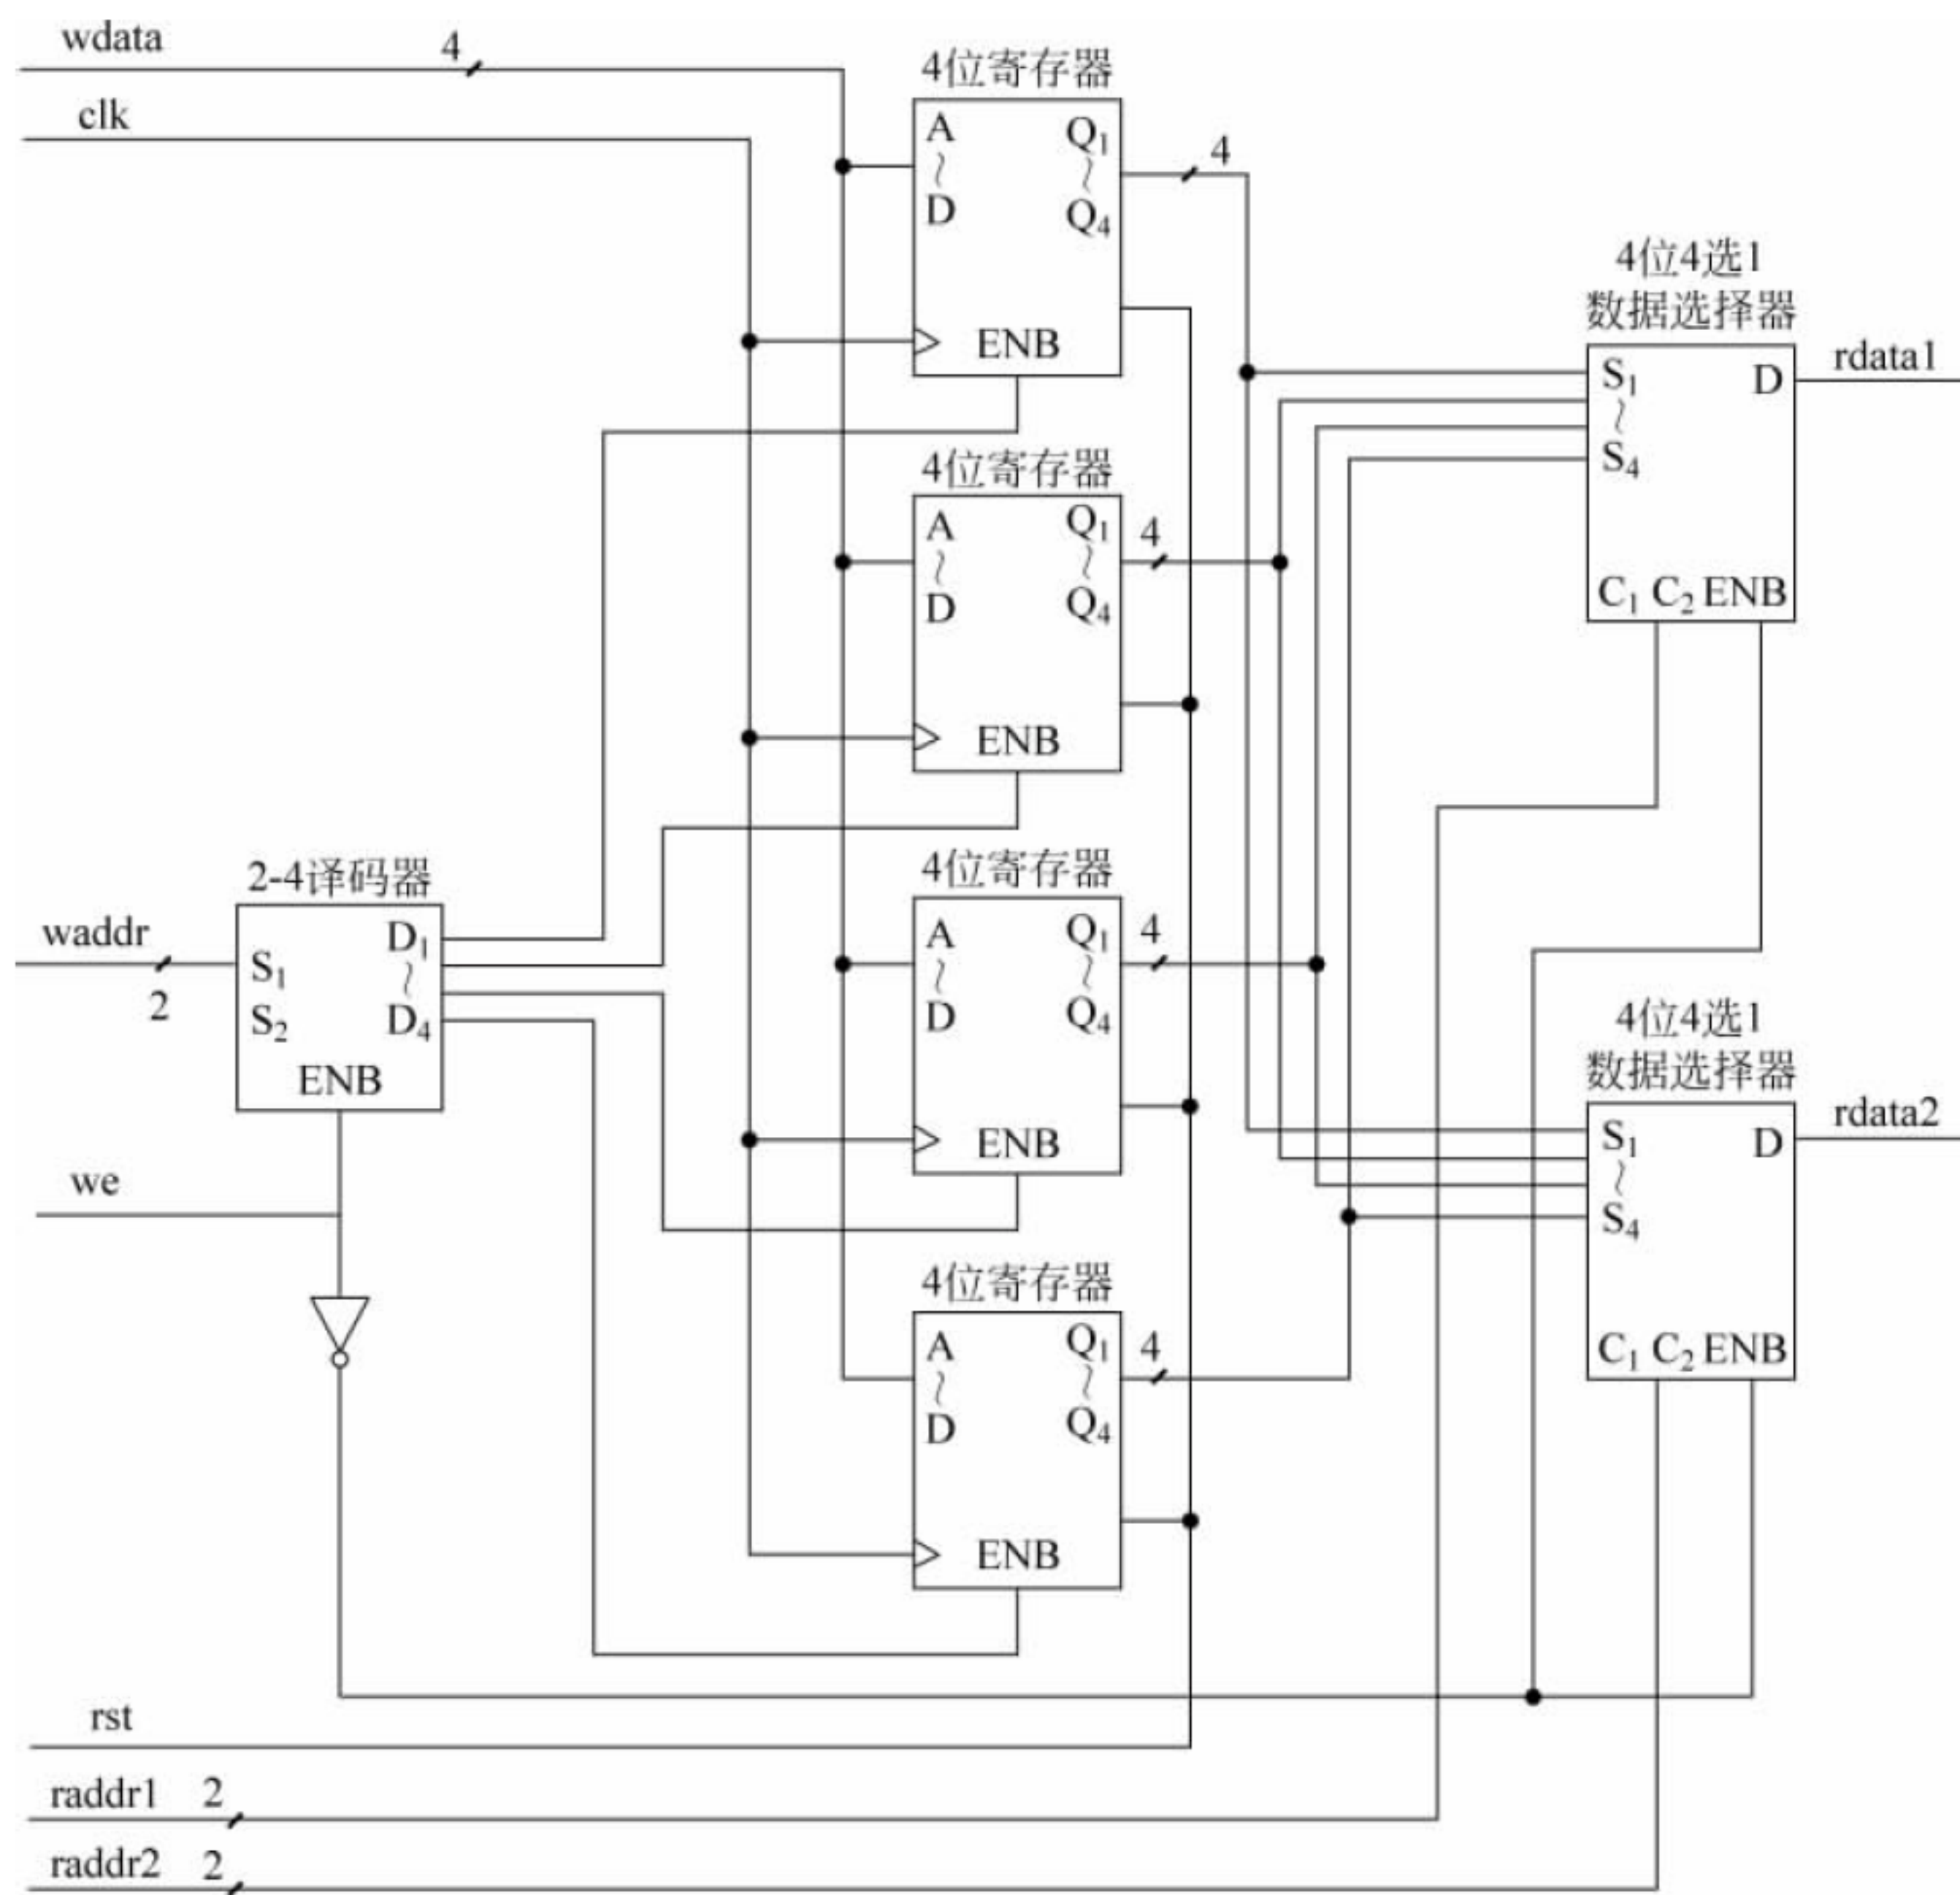 wdata
4
clk
4位寄存器
A
~
D
Q1
~
Q4
ENB
4
4位4选1
数据选择器
S1
~
S4
D
C1 C2 ENB
rdata1
4位寄存器
A
~
D
Q1
~
Q4
ENB
4
2-4译码器
waddr
2
S1
S2
D1
~
D4
ENB
we
4位寄存器
A
~
D
Q1
~
Q4
ENB
4
4位4选1
数据选择器
S1
~
S4
D
C1 C2 ENB
rdata2
4位寄存器
A
~
D
Q1
~
Q4
ENB
4
rst
raddr1 2
raddr2 2